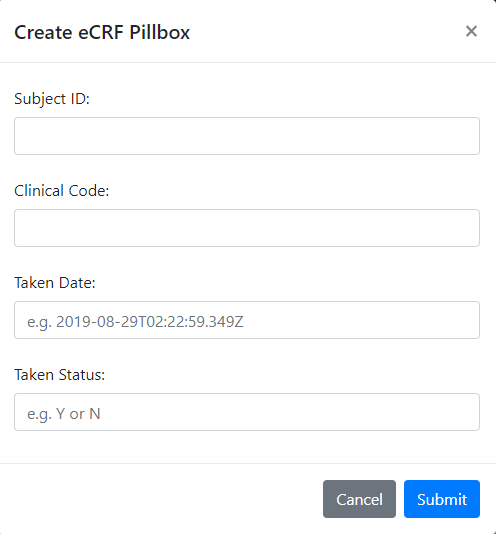 Create eCRF Pillbox ×
Subject ID:
Clinical Code:
Taken Date:
e.g. 2019-08-29T02:22:59.349Z
Taken Status:
e.g. Y or N
Cancel Submit